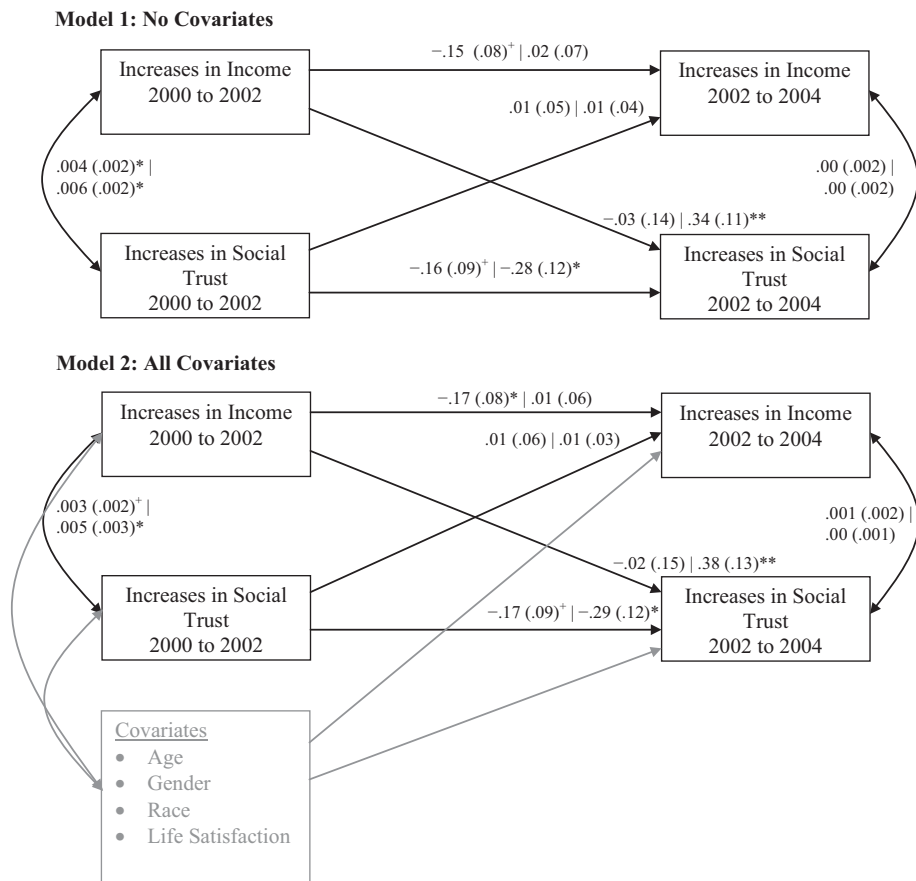 Model 1: No Covariates
−.15 (.08)⁺ | .02 (.07)
Increases in Income
2000 to 2002
Increases in Income
2002 to 2004
.01 (.05) | .01 (.04)
.004 (.002)* |
.006 (.002)*
.00 (.002) |
.00 (.002)
−.03 (.14) | .34 (.11)**
Increases in Social
Trust
2000 to 2002
−.16 (.09)⁺ | −.28 (.12)*
Increases in Social
Trust
2002 to 2004
Model 2: All Covariates
−.17 (.08)* | .01 (.06)
Increases in Income
2000 to 2002
Increases in Income
2002 to 2004
.01 (.06) | .01 (.03)
.003 (.002)⁺ |
.005 (.003)*
.001 (.002) |
.00 (.001)
−.02 (.15) | .38 (.13)**
Increases in Social
Trust
2000 to 2002
−.17 (.09)⁺ | −.29 (.12)*
Increases in Social
Trust
2002 to 2004
Covariates
• Age
• Gender
• Race
• Life Satisfaction